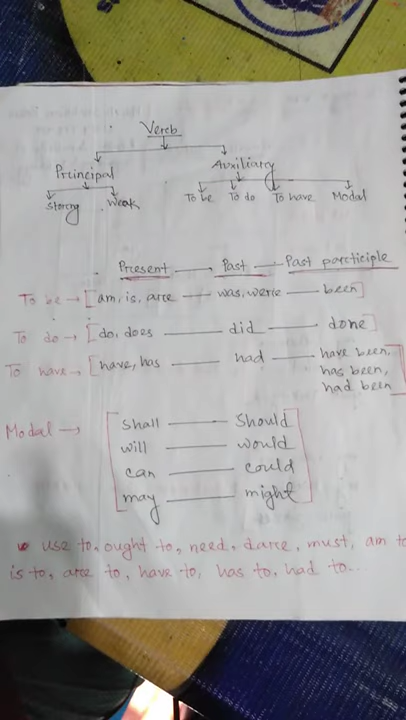 Verb
Principal Auxiliary
Strong Weak To be To do To have Modal
Present Past Past participle
To be → [am, is, are — was, were — been]
To do → [do, does — did — done]
To have → [have, has — had — have been,
has been,
had been]
Modal → shall — should
will — would
can — could
may — might
use to, ought to, need, dare, must, am to
is to, are to, have to, has to, had to...